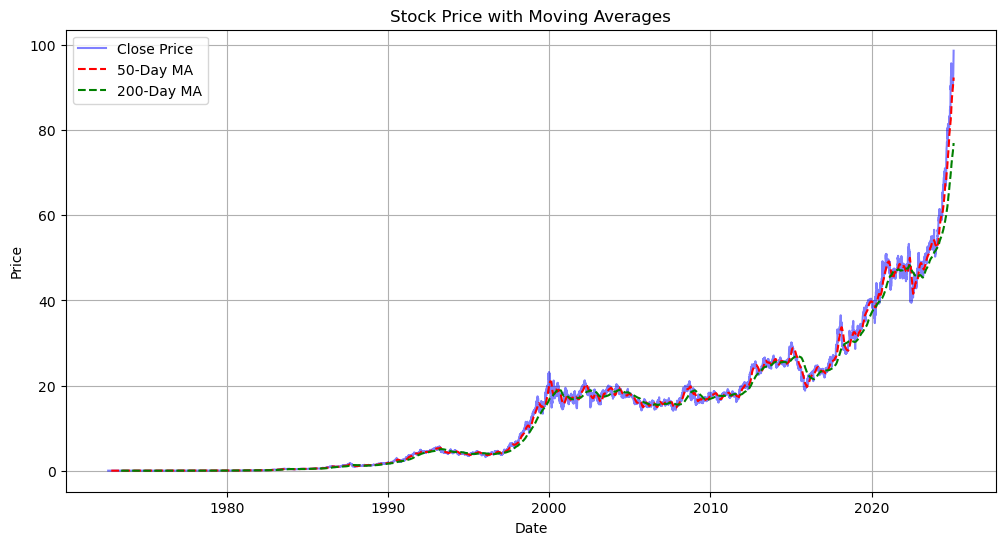 Stock Price with Moving Averages
Close Price
50-Day MA
200-Day MA
100
80
60
40
20
0
Price
1980 1990 2000 2010 2020
Date